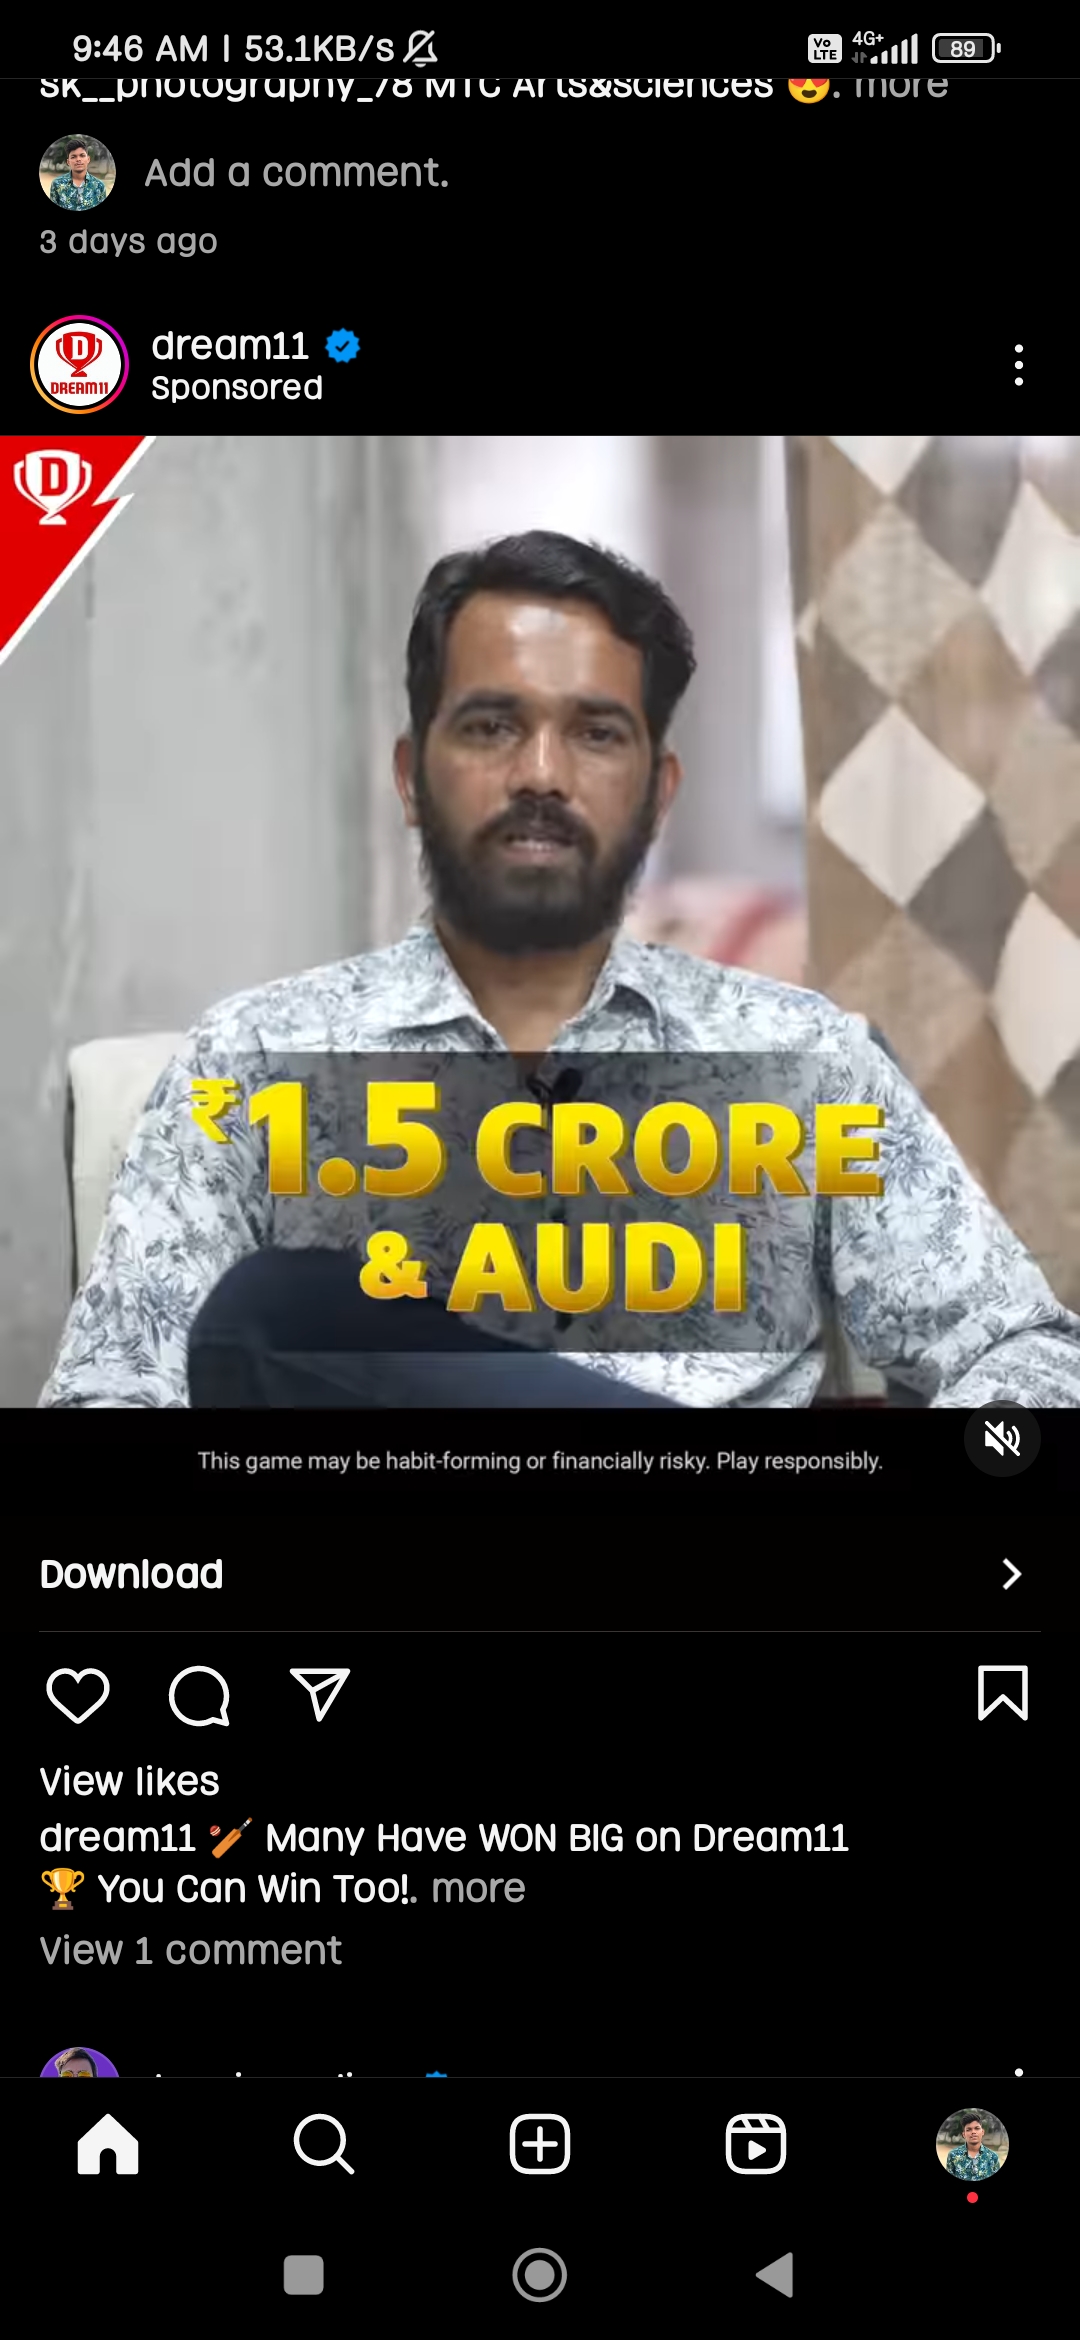 9:46 AM | 53.1KB/s
Vo LTE 4G+ 89
sk__photography_78 MTC Arts&sciences 😍. more
Add a comment.
3 days ago
dream11
Sponsored
D
DREAM11
D
₹1.5 CRORE
& AUDI
This game may be habit-forming or financially risky. Play responsibly.
Download
View likes
dream11 🏏 Many Have WON BIG on Dream11
🏆 You Can Win Too!. more
View 1 comment